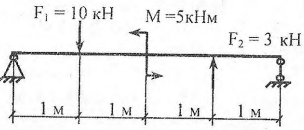 F₁ = 10 кН
M =5кНм
F₂ = 3 кН
1 м
1 м
1 м
1 м